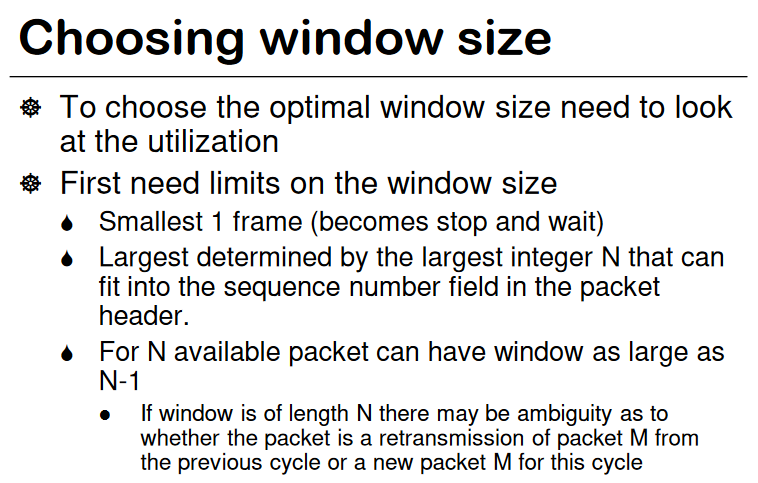 Choosing window size
To choose the optimal window size need to look
at the utilization
First need limits on the window size
Smallest 1 frame (becomes stop and wait)
Largest determined by the largest integer N that can
fit into the sequence number field in the packet
header.
For N available packet can have window as large as
N-1
If window is of length N there may be ambiguity as to
whether the packet is a retransmission of packet M from
the previous cycle or a new packet M for this cycle